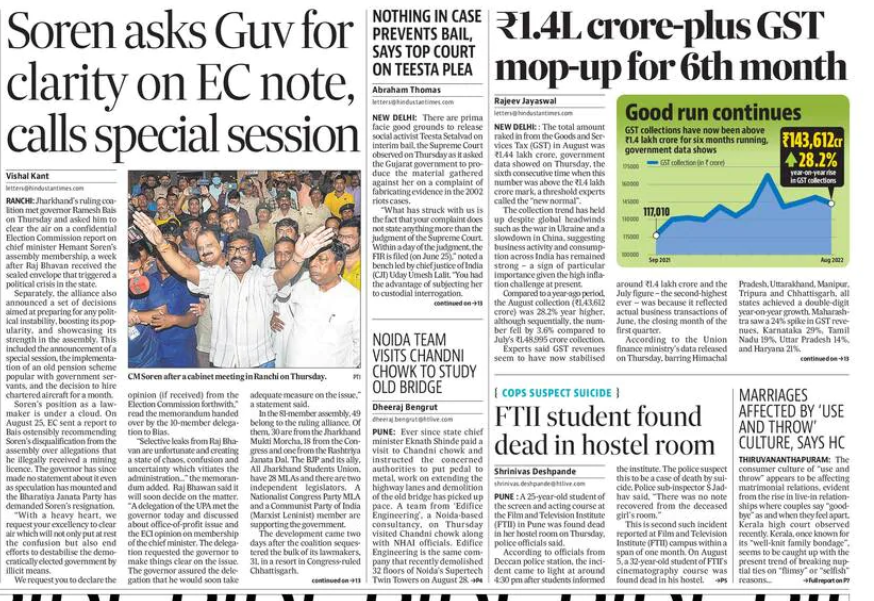 Soren asks Guv for
clarity on EC note,
calls special session
Vishal Kant
letters@hindustantimes.com
RANCHI: Jharkhand's ruling coa-
lition met governor Ramesh Bais
on Thursday and asked him to
clear the air on a confidential
Election Commission report on
chief minister Hemant Soren's
assembly membership, a week
after Raj Bhavan received the
sealed envelope that triggered a
political crisis in the state.
Separately, the alliance also
announced a set of decisions
aimed at preparing for any polit-
ical instability, boosting its pop-
ularity, and showcasing its
strength in the assembly. This
included the announcement of a
special session, the implementa-
tion of an old pension scheme
popular with government ser-
vants, and the decision to hire
chartered aircraft for a month.
Soren's position as a law-
maker is under a cloud. On
August 25, EC sent a report to
Bais ostensibly recommending
Soren's disqualification from the
assembly over allegations that
he illegally received a mining
licence. The governor has since
made no statement about it even
as speculation has mounted and
the Bharatiya Janata Party has
demanded Soren's resignation.
"With a heavy heart, we
request your excellency to clear
air which will not only put at rest
the confusion but also end
efforts to destabilise the demo-
cratically elected government by
illicit means.
We request you to declare the
CM Soren after a cabinet meeting in Ranchi on Thursday. PTI
opinion (if received) from the
Election Commission forthwith,"
read the memorandum handed
over by the 10-member delega-
tion to Bias.
"Selective leaks from Raj Bha-
van are unfortunate and creating
a state of chaos, confusion and
uncertainty which vitiates the
administration..." the memoran-
dum added. Raj Bhawan said it
will soon decide on the matter.
"A delegation of the UPA met the
governor today and discussed
about office-of-profit issue and
the ECI opinion on membership
of the chief minister. The delega-
tion requested the governor to
make things clear on the issue.
The governor assured the dele-
gation that he would soon take
adequate measure on the issue,"
a statement said.
In the 81-member assembly, 49
belong to the ruling alliance. Of
them, 30 are from the Jharkhand
Mukti Morcha, 18 from the Con-
gress and one from the Rashtriya
Janata Dal. The BJP and its ally,
All Jharkhand Students Union,
have 28 MLAs and there are two
independent legislators. A
Nationalist Congress Party MLA
and a Communist Party of India
(Marxist Leninist) member are
supporting the government.
The development came two
days after the coalition seques-
tered the bulk of its lawmakers,
31, in a resort in Congress-ruled
Chhattisgarh.
continued on →13
NOTHING IN CASE
PREVENTS BAIL,
SAYS TOP COURT
ON TEESTA PLEA
Abraham Thomas
letters@hindustantimes.com
NEW DELHI: There are prima
facie good grounds to release
social activist Teesta Setalvad on
interim bail, the Supreme Court
observed on Thursday as it asked
the Gujarat government to pro-
duce the material gathered
against her on a complaint of
fabricating evidence in the 2002
riots cases.
"What has struck with us is
the fact that your complaint does
not state anything more than the
judgment of the Supreme Court.
Within a day of the judgment, the
FIR is filed (on June 25)," noted a
bench led by chief justice of India
(CJI) Uday Umesh Lalit. "You had
the advantage of subjecting her
to custodial interrogation.
continued on →13
NOIDA TEAM
VISITS CHANDNI
CHOWK TO STUDY
OLD BRIDGE
Dheeraj Bengrut
dheeraj.bengrut@htlive.com
PUNE: Ever since state chief
minister Eknath Shinde paid a
visit to Chandni chowk and
instructed the concerned
authorities to put pedal to
metal, work on extending the
highway lanes and demolition
of the old bridge has picked up
pace. A team from 'Edifice
Engineering', a Noida-based
consultancy, on Thursday
visited Chandni chowk along
with NHAI officials. Edifice
Engineering is the same com-
pany that recently demolished
32 floors of Noida's Supertech
Twin Towers on August 28. →P4
₹1.4L crore-plus GST
mop-up for 6th month
Rajeev Jayaswal
letters@hindustantimes.com
NEW DELHI: : The total amount
raked in from the Goods and Ser-
vices Tax (GST) in August was
₹1.44 lakh crore, government
data showed on Thursday, the
sixth consecutive time when this
number was above the ₹1.4 lakh
crore mark, a threshold experts
called the "new normal".
The collection trend has held
up despite global headwinds
such as the war in Ukraine and a
slowdown in China, suggesting
business activity and consump-
tion across India has remained
strong – a sign of particular
importance given the high infla-
tion challenge at present.
Compared to a year-ago period,
the August collection (₹1,43,612
crore) was 28.2% year higher,
although sequentially, the num-
ber fell by 3.6% compared to
July's ₹1,48,995 crore collection.
Experts said GST revenues
seem to have now stabilised
Good run continues
GST collections have now been above
₹1.4 lakh crore for six months running,
government data shows
GST collection (in ₹ crore)
₹143,612cr
28.2%
year-on-year rise
in GST collections
175000
160000
145000
130000
115000
100000
117,010
Sep 2021
Aug 2022
around ₹1.4 lakh crore and the
July figure – the second-highest
ever – was because it reflected
actual business transactions of
June, the closing month of the
first quarter.
According to the Union
finance ministry's data released
on Thursday, barring Himachal
Pradesh, Uttarakhand, Manipur,
Tripura and Chhattisgarh, all
states achieved a double-digit
year-on-year growth. Maharash-
tra saw a 24% spike in GST reve-
nues, Karnataka 29%, Tamil
Nadu 19%, Uttar Pradesh 14%,
and Haryana 21%.
continued on →13
[ COPS SUSPECT SUICIDE ]
FTII student found
dead in hostel room
Shrinivas Deshpande
shrinivas.deshpande@htlive.com
PUNE : A 25-year-old student of
the screen and acting course at
the Film and Television Institute
(FTII) in Pune was found dead
in her hostel room on Thursday,
police officials said.
According to officials from
Deccan police station, the inci-
dent came to light at around
4:30 pm after students informed
the institute. The police suspect
this to be a case of death by sui-
cide. Police sub-inspector S Jad-
hav said, "There was no note
recovered from the deceased
girl's room."
This is second such incident
reported at Film and Television
Institute (FTII) campus within a
span of one month. On August
5, a 32-year-old student of FTII's
cinematography course was
found dead in his hostel. →P5
MARRIAGES
AFFECTED BY 'USE
AND THROW'
CULTURE, SAYS HC
THIRUVANANTHAPURAM: The
consumer culture of "use and
throw" appears to be affecting
matrimonial relations, evident
from the rise in live-in relation-
ships where couples say "good-
bye" as and when they feel apart,
Kerala high court observed
recently. Kerala, once known for
its "well-knit family bondage",
seems to be caught up with the
present trend of breaking nup-
tial ties on "flimsy" or "selfish"
reasons... →Full report on P7